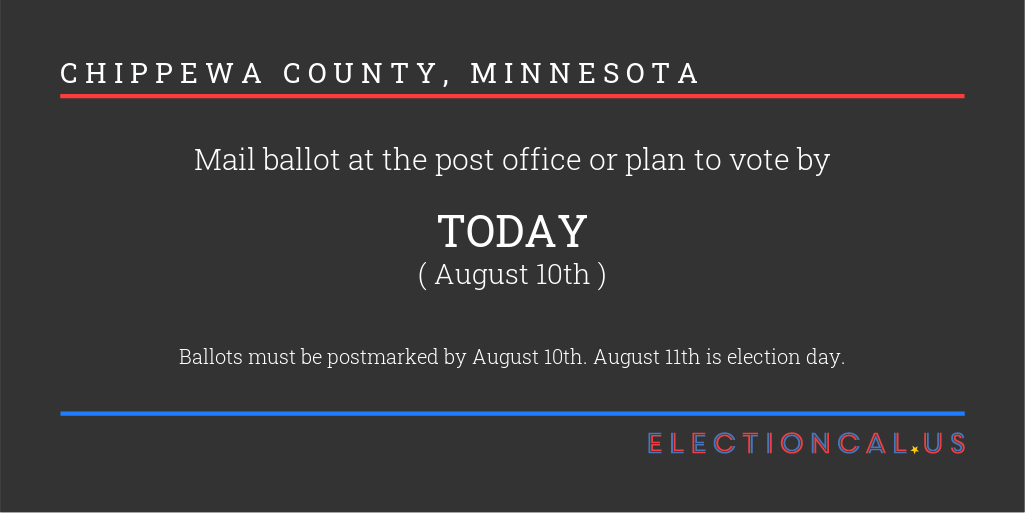 CHIPPEWA COUNTY, MINNESOTA
Mail ballot at the post office or plan to vote by
TODAY
( August 10th )
Ballots must be postmarked by August 10th. August 11th is election day.
ELECTIONCAL.US